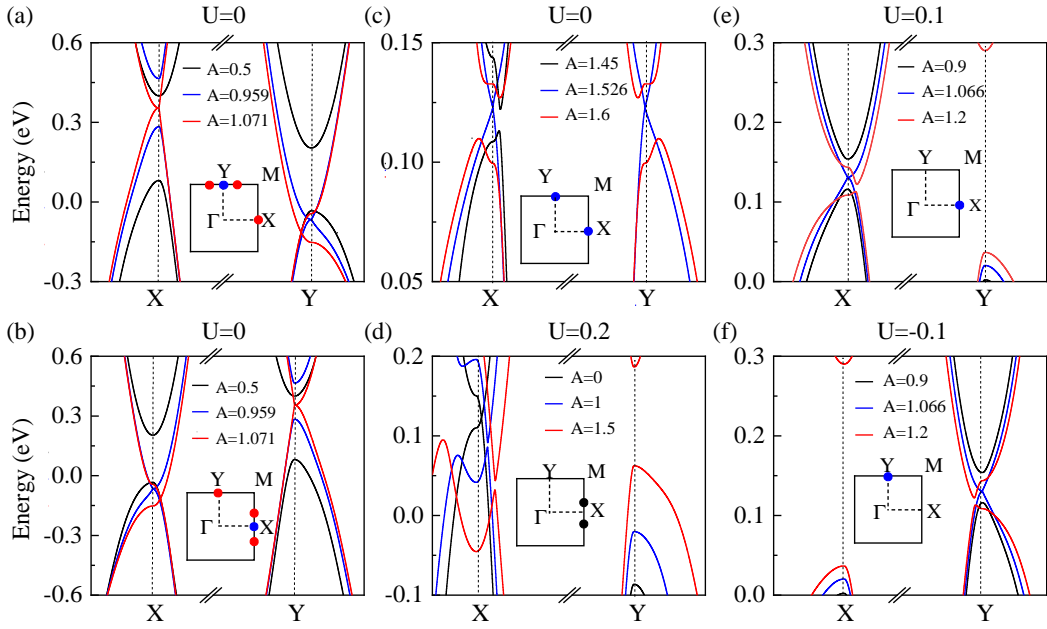 (a)
U=0
Energy (eV)
0.6
0.3
0.0
-0.3
A=0.5
A=0.959
A=1.071
Y
M
Γ
X
X
Y
(c)
U=0
0.15
0.10
0.05
A=1.45
A=1.526
A=1.6
Y
M
Γ
X
X
Y
(e)
U=0.1
0.3
0.2
0.1
0.0
A=0.9
A=1.066
A=1.2
Y
M
Γ
X
X
Y
(b)
U=0
Energy (eV)
0.6
0.3
0.0
-0.3
-0.6
A=0.5
A=0.959
A=1.071
Y
M
Γ
X
X
Y
(d)
U=0.2
0.2
0.1
0.0
-0.1
A=0
A=1
A=1.5
Y
M
Γ
X
X
Y
(f)
U=-0.1
0.3
0.2
0.1
0.0
A=0.9
A=1.066
A=1.2
Y
M
Γ
X
X
Y